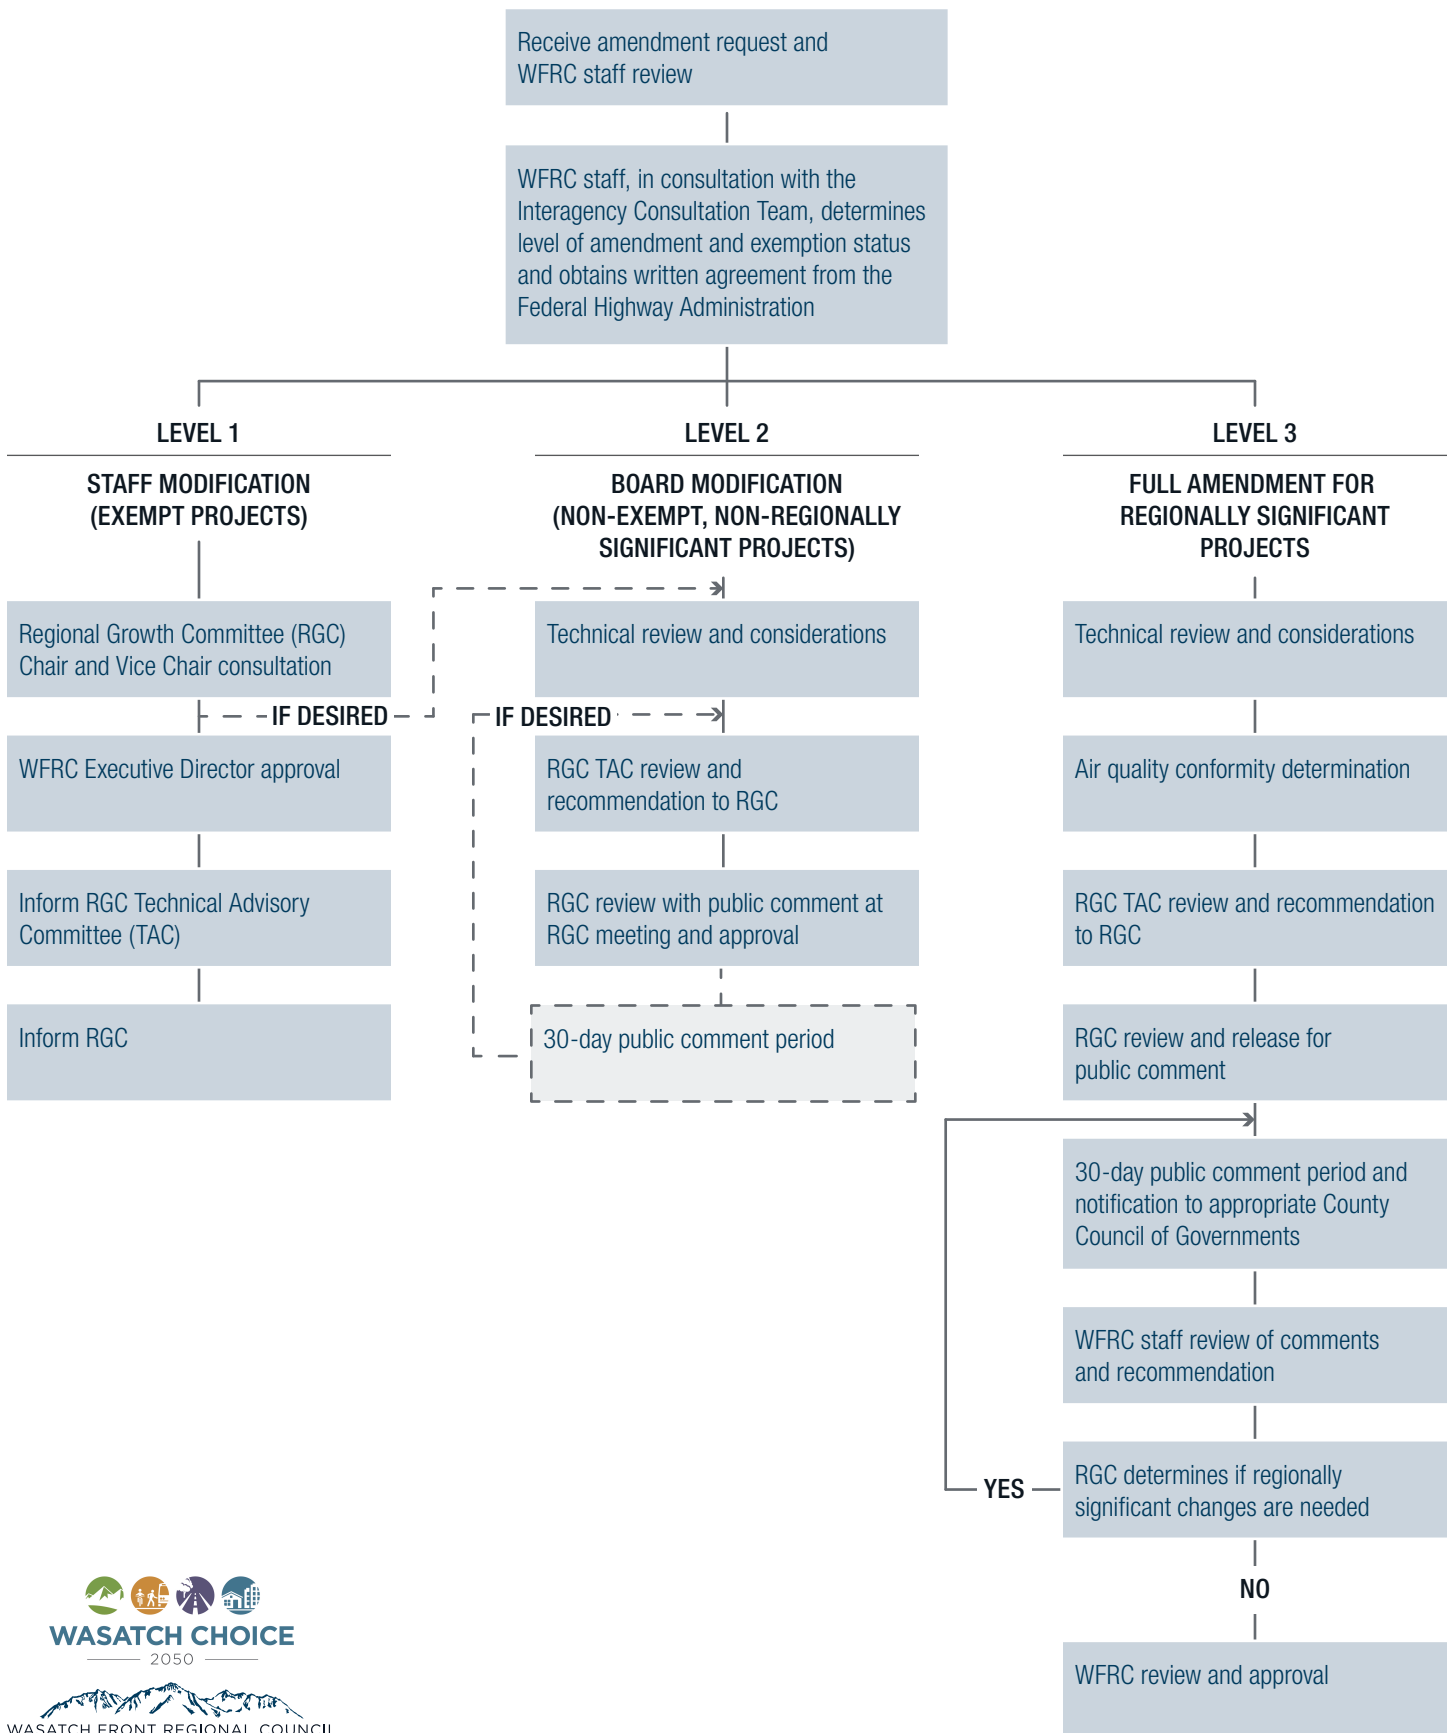 Receive amendment request and
WFRC staff review
WFRC staff, in consultation with the
Interagency Consultation Team, determines
level of amendment and exemption status
and obtains written agreement from the
Federal Highway Administration
LEVEL 1
STAFF MODIFICATION
(EXEMPT PROJECTS)
Regional Growth Committee (RGC)
Chair and Vice Chair consultation
IF DESIRED
WFRC Executive Director approval
Inform RGC Technical Advisory
Committee (TAC)
Inform RGC
LEVEL 2
BOARD MODIFICATION
(NON-EXEMPT, NON-REGIONALLY
SIGNIFICANT PROJECTS)
Technical review and considerations
IF DESIRED
RGC TAC review and
recommendation to RGC
RGC review with public comment at
RGC meeting and approval
30-day public comment period
LEVEL 3
FULL AMENDMENT FOR
REGIONALLY SIGNIFICANT
PROJECTS
Technical review and considerations
Air quality conformity determination
RGC TAC review and recommendation
to RGC
RGC review and release for
public comment
30-day public comment period and
notification to appropriate County
Council of Governments
WFRC staff review of comments
and recommendation
RGC determines if regionally
significant changes are needed
YES
NO
WFRC review and approval
WASATCH CHOICE
2050
WASATCH FRONT REGIONAL COUNCIL